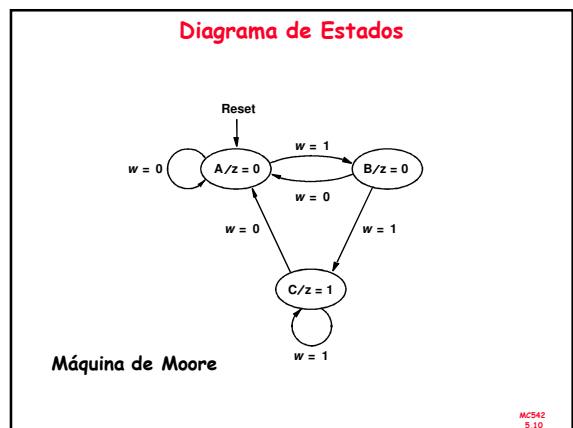 Diagrama de Estados
Reset
w = 1
w = 0
A/z = 0
B/z = 0
w = 0
w = 0
w = 1
C/z = 1
w = 1
Máquina de Moore
MC542
5.10